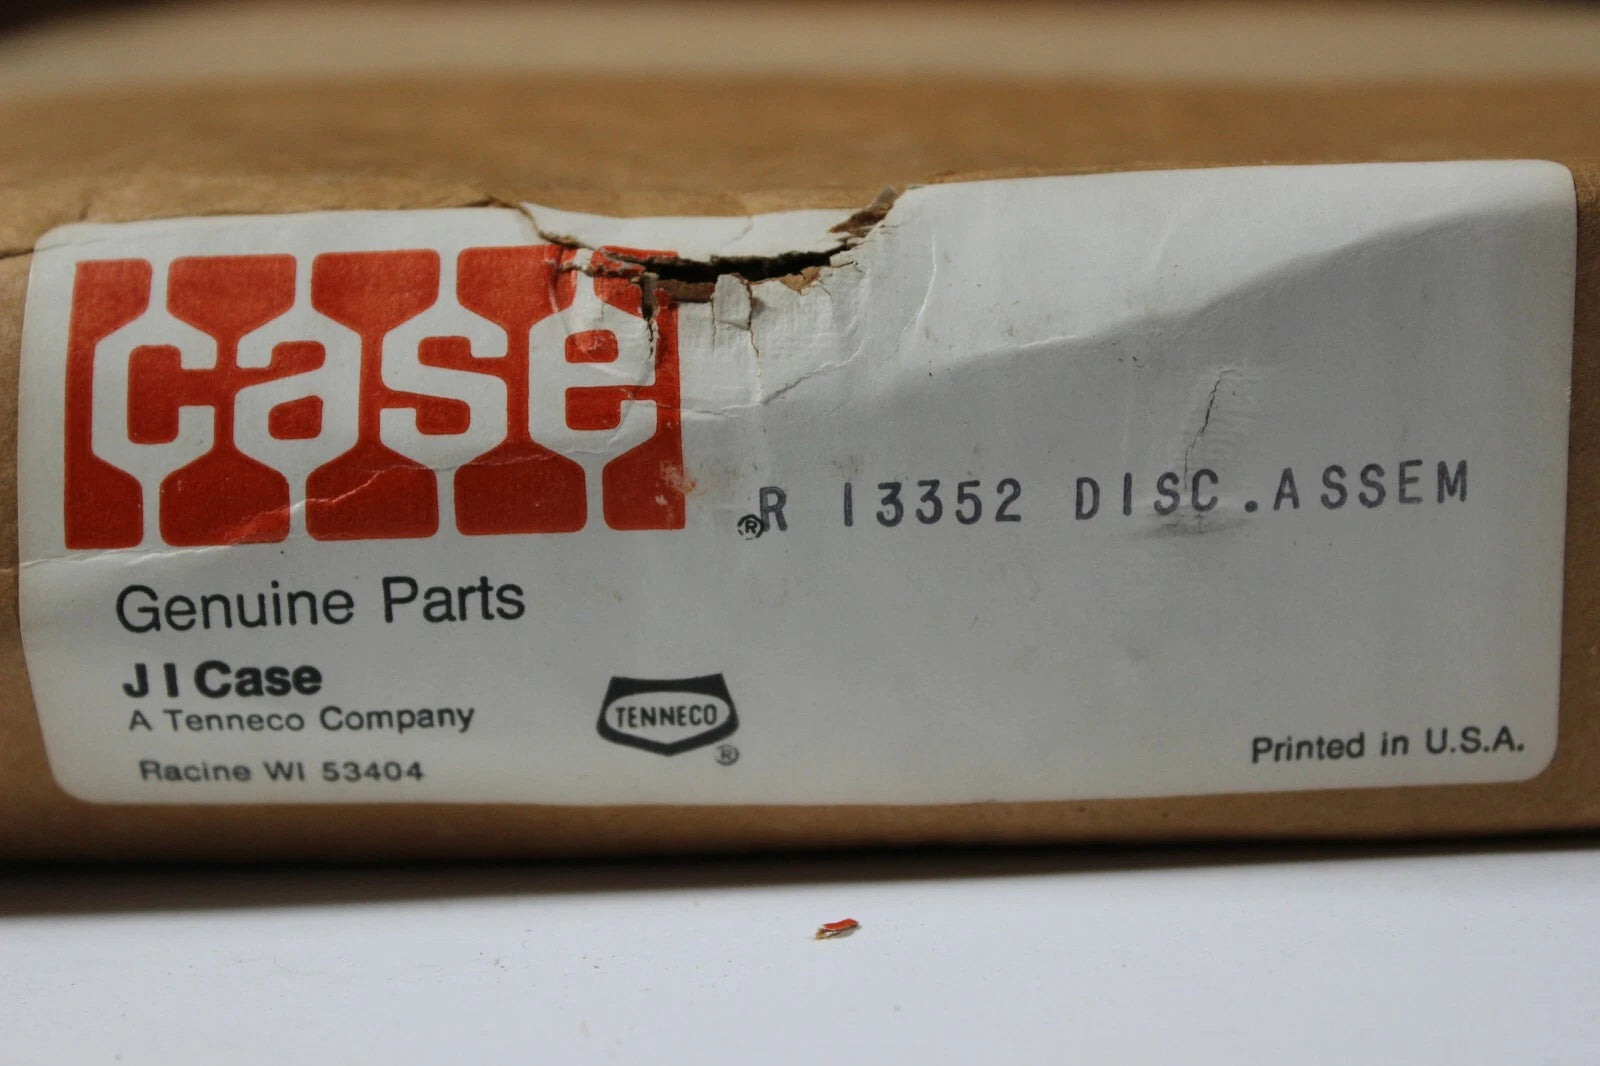 case
® R 13352 DISC.ASSEM
Genuine Parts
J I Case
A Tenneco Company
Racine WI 53404
TENNECO
®
Printed in U.S.A.